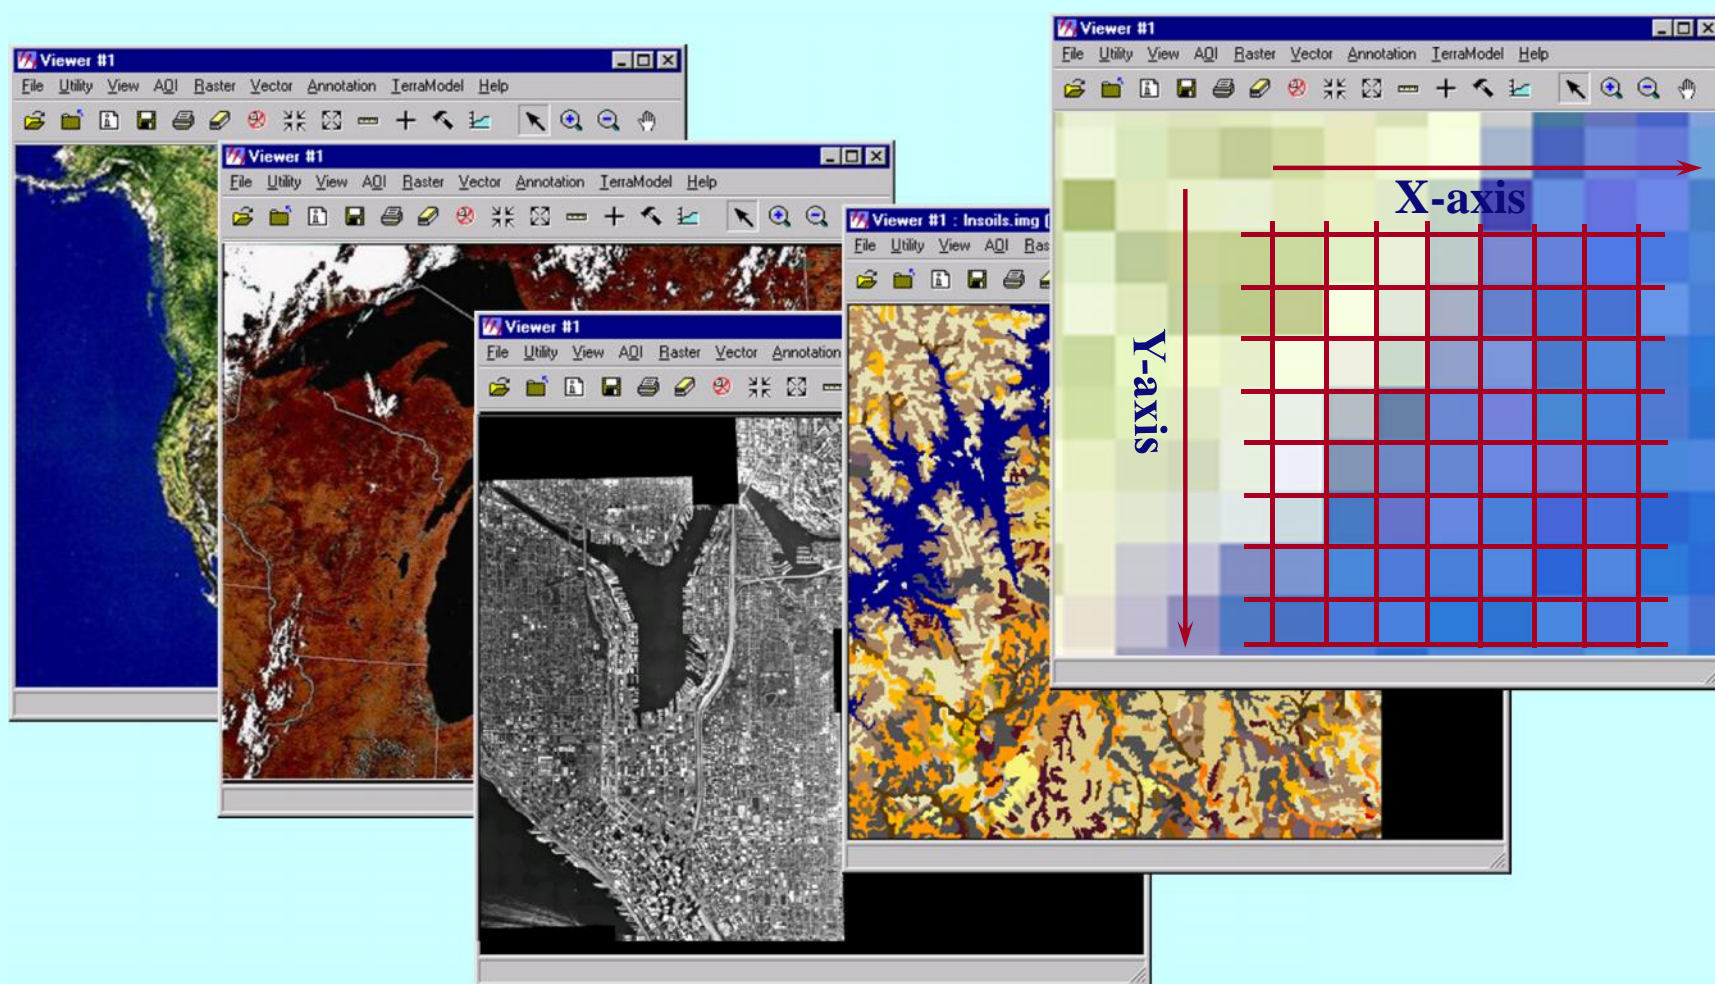 Viewer #1
File Utility View AOI Raster Vector Annotation TerraModel Help
Viewer #1
File Utility View AOI Raster Vector Annotation TerraModel Help
Viewer #1
File Utility View AOI Raster Vector Annotation
Viewer #1 : lnsoils.img (
File Utility View AOI Ras
Viewer #1
File Utility View AOI Raster Vector Annotation TerraModel Help
X-axis
Y-axis